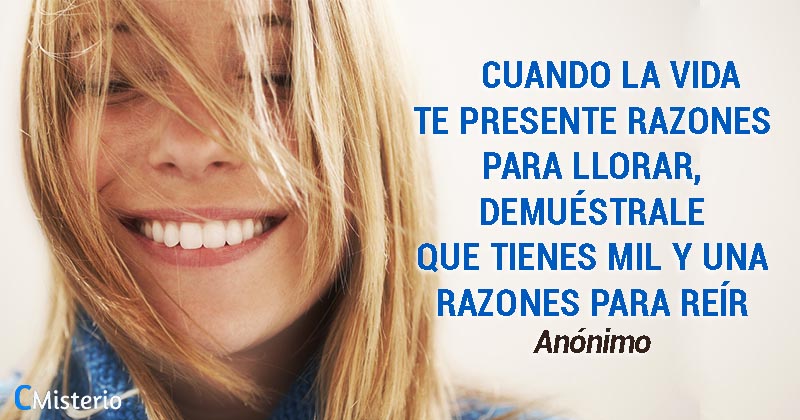 CUANDO LA VIDA
TE PRESENTE RAZONES
PARA LLORAR,
DEMUÉSTRALE
QUE TIENES MIL Y UNA
RAZONES PARA REÍR
Anónimo
CMisterio